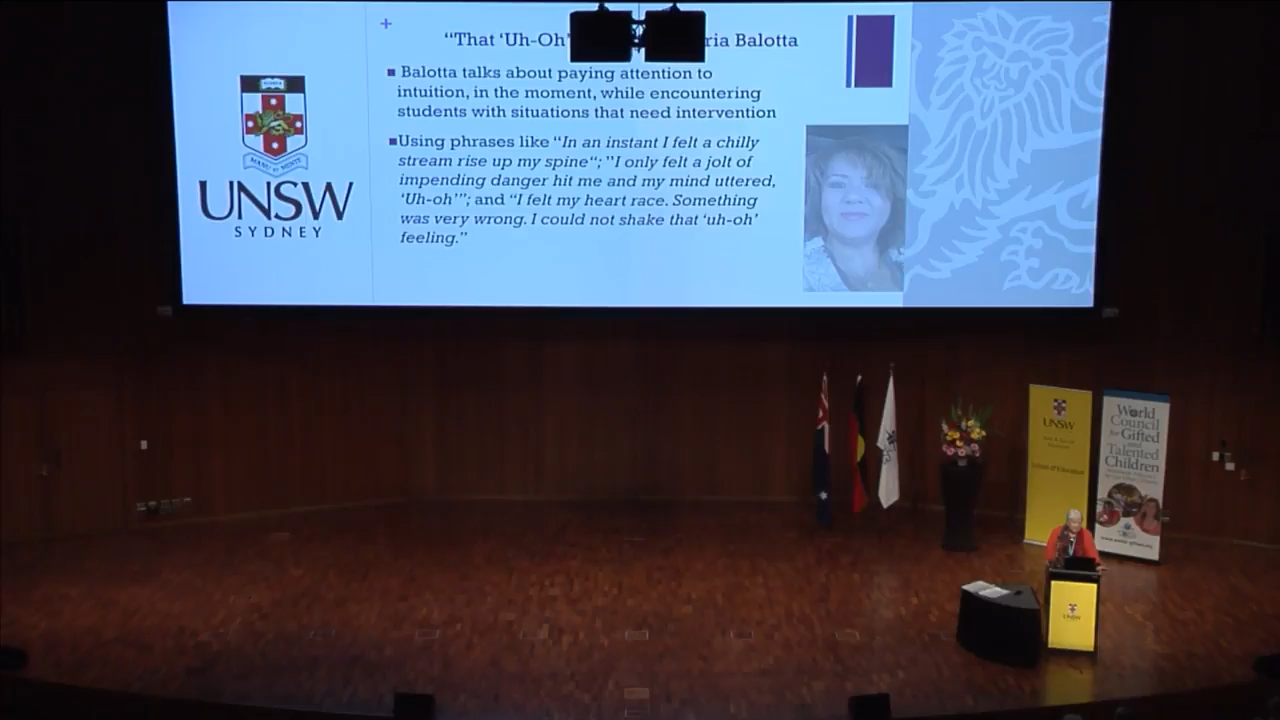 “That ‘Uh-Oh’
ria Balotta
Balotta talks about paying attention to
intuition, in the moment, while encountering
students with situations that need intervention
Using phrases like “In an instant I felt a chilly
stream rise up my spine“; ”I only felt a jolt of
impending danger hit me and my mind uttered,
‘Uh-oh’”; and “I felt my heart race. Something
was very wrong. I could not shake that ‘uh-oh’
feeling.”
UNSW
SYDNEY
UNSW
School of Education
World
Council
for Gifted
and
Talented
Children
UNSW